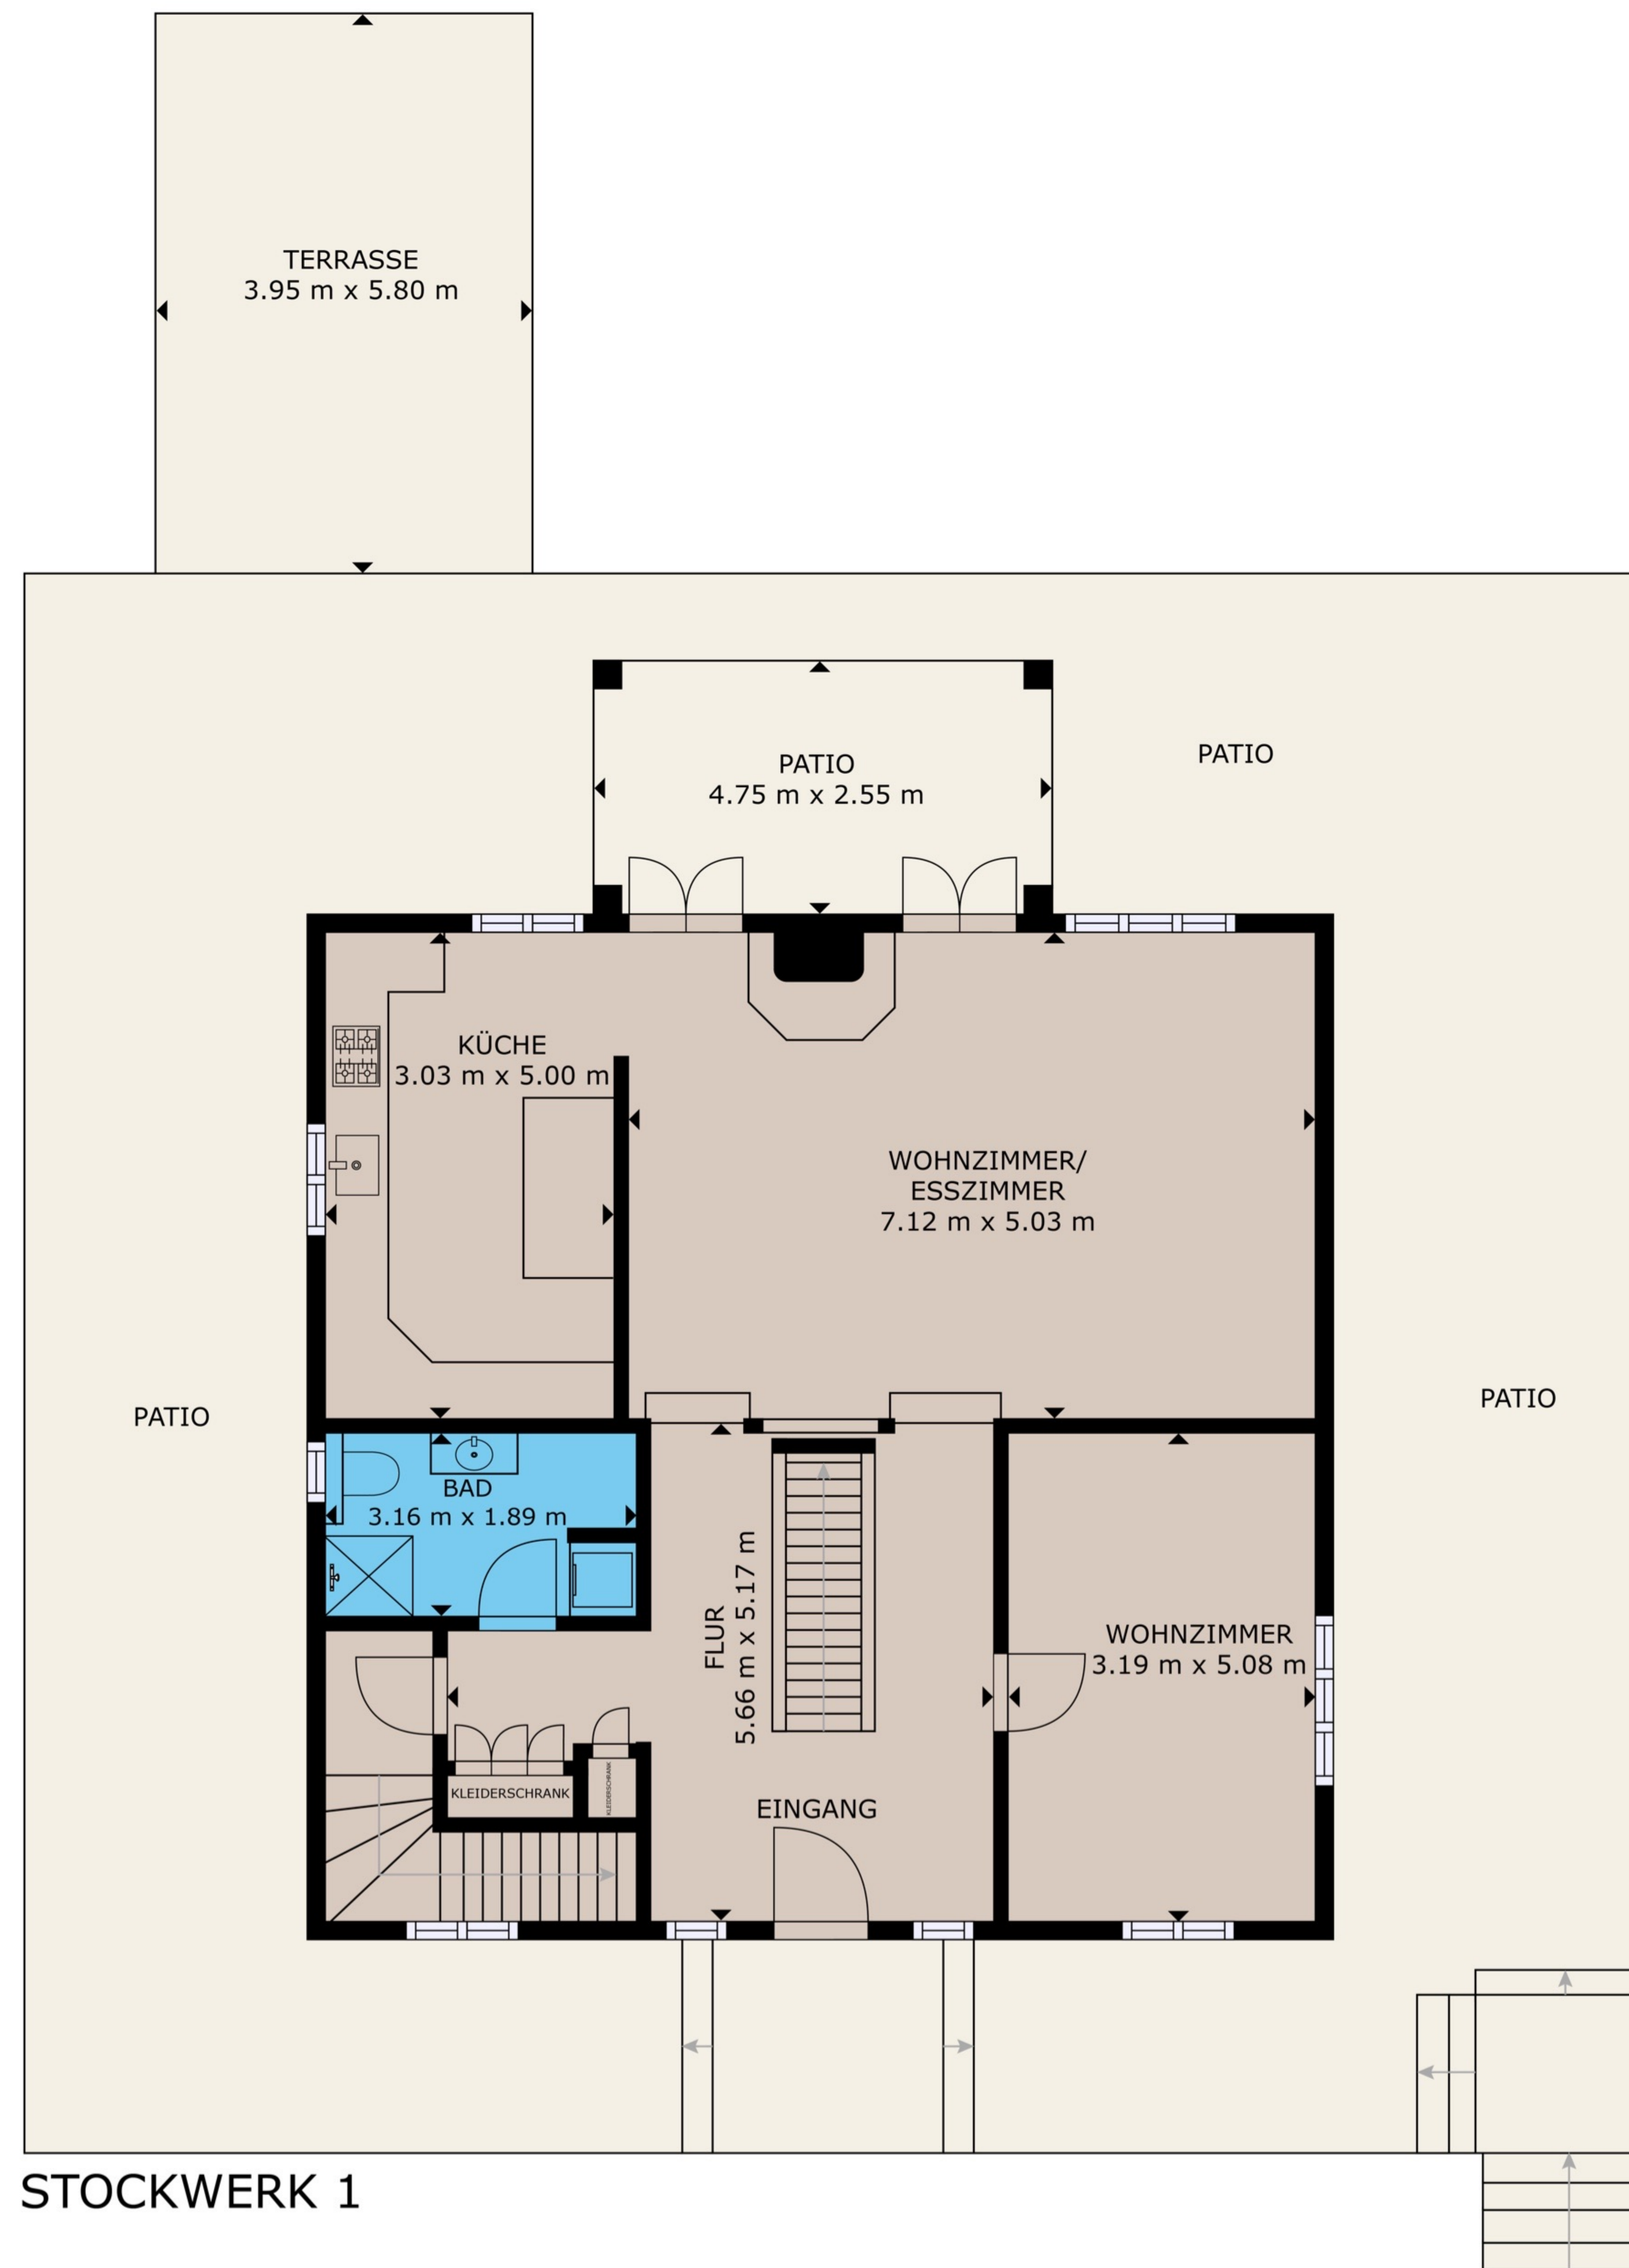 TERRASSE
3.95 m x 5.80 m
PATIO
4.75 m x 2.55 m
PATIO
KÜCHE
3.03 m x 5.00 m
WOHNZIMMER/
ESSZIMMER
7.12 m x 5.03 m
PATIO
PATIO
BAD
3.16 m x 1.89 m
FLUR
5.66 m x 5.17 m
WOHNZIMMER
3.19 m x 5.08 m
KLEIDERSCHRANK
KLEIDERSCHRANK
EINGANG
STOCKWERK 1